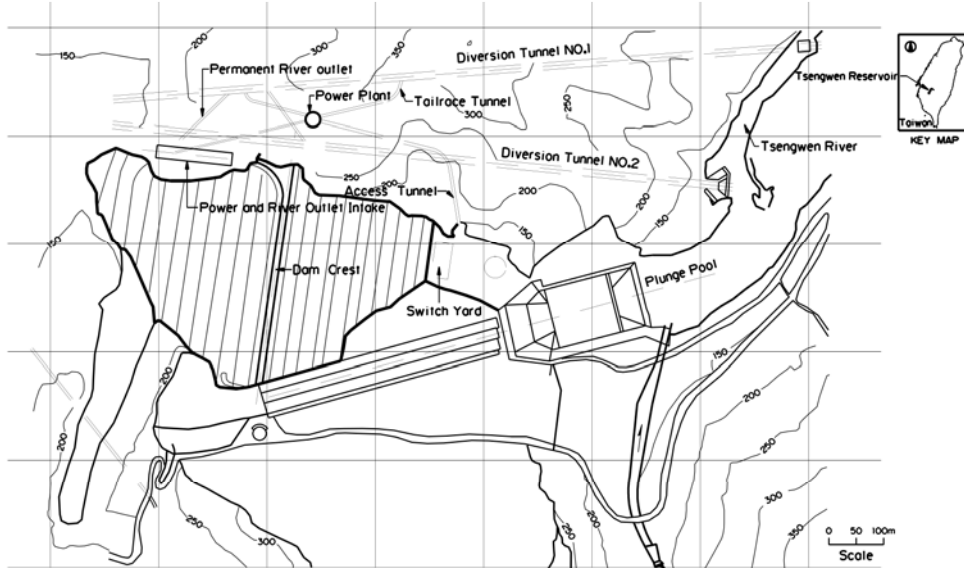 200
300
350
150
Diversion Tunnel NO.1
Permanent River outlet
Tailrace Tunnel
Power Plant
250
300
250
Tsengwen Reservoir
Taiwan
KEY MAP
Tsengwen River
Diversion Tunnel NO.2
250
200
200
200
150
Access Tunnel
Power and River Outlet Intake
150
150
Dam Crest
Plunge Pool
Switch Yard
150
200
200
200
250
250
300
300
350
0 50 100m
Scale